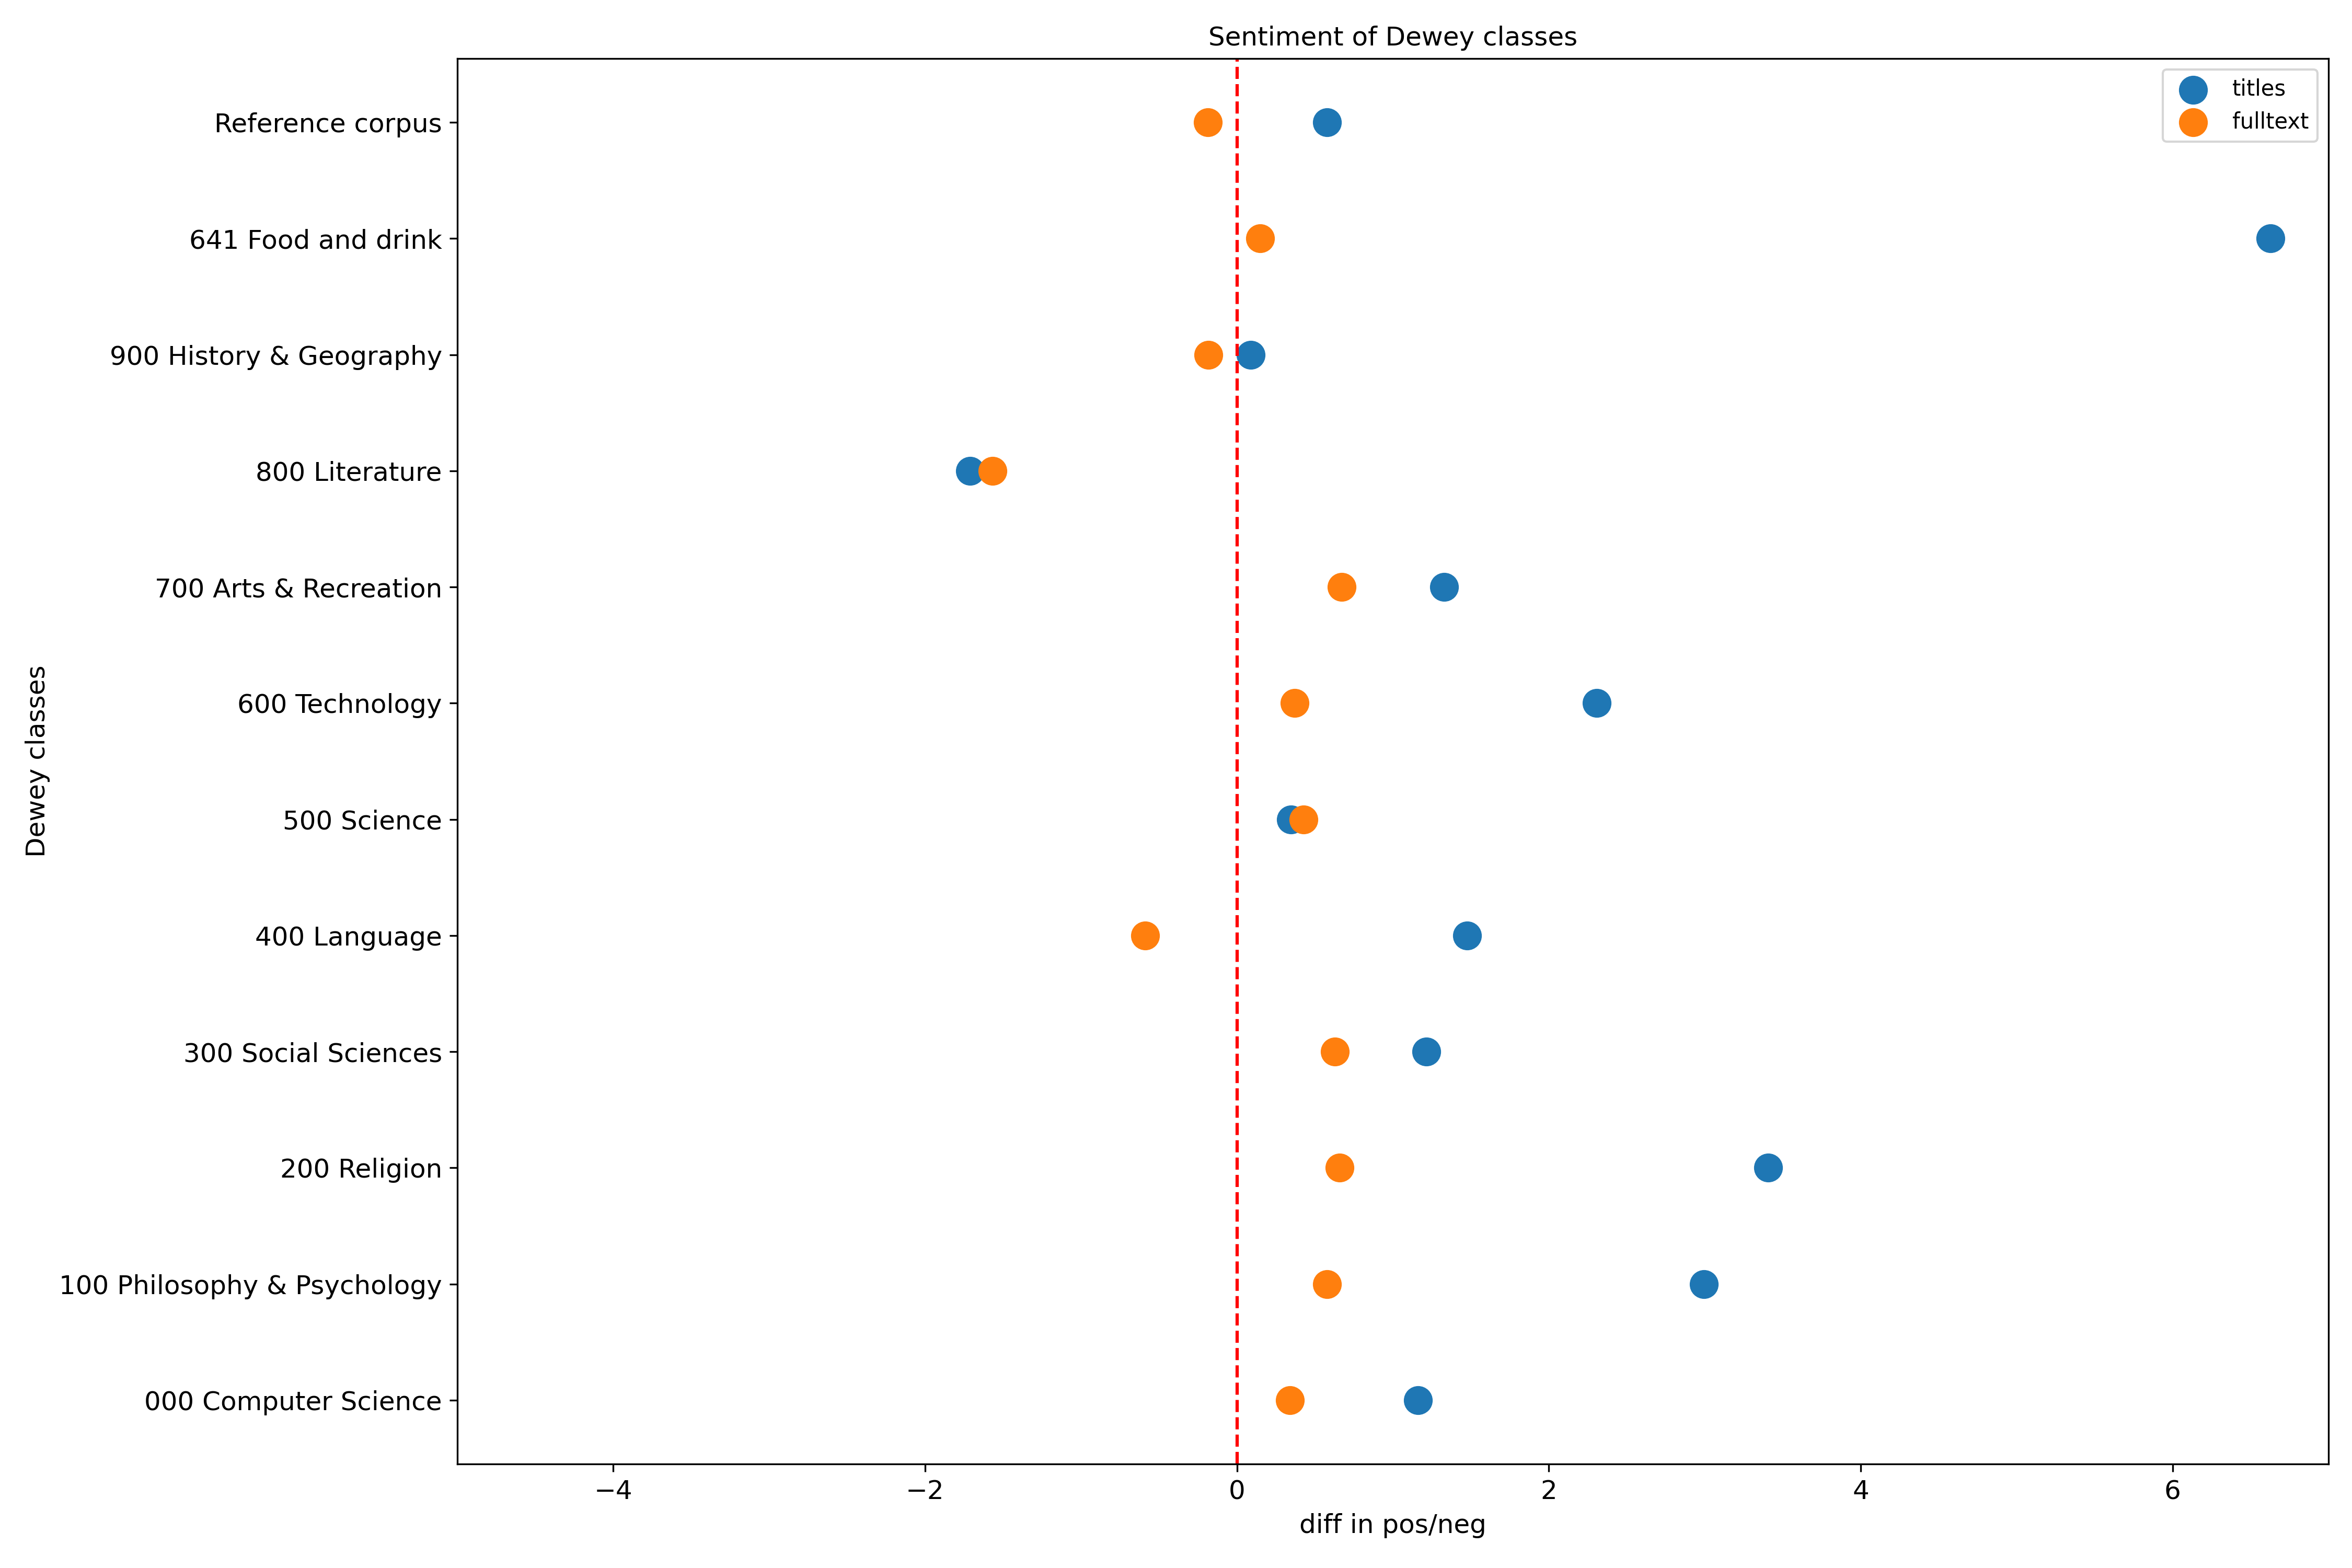 Sentiment of Dewey classes
titles
fulltext
Reference corpus
641 Food and drink
900 History & Geography
800 Literature
700 Arts & Recreation
600 Technology
500 Science
400 Language
300 Social Sciences
200 Religion
100 Philosophy & Psychology
000 Computer Science
Dewey classes
−4
−2
0
2
4
6
diff in pos/neg